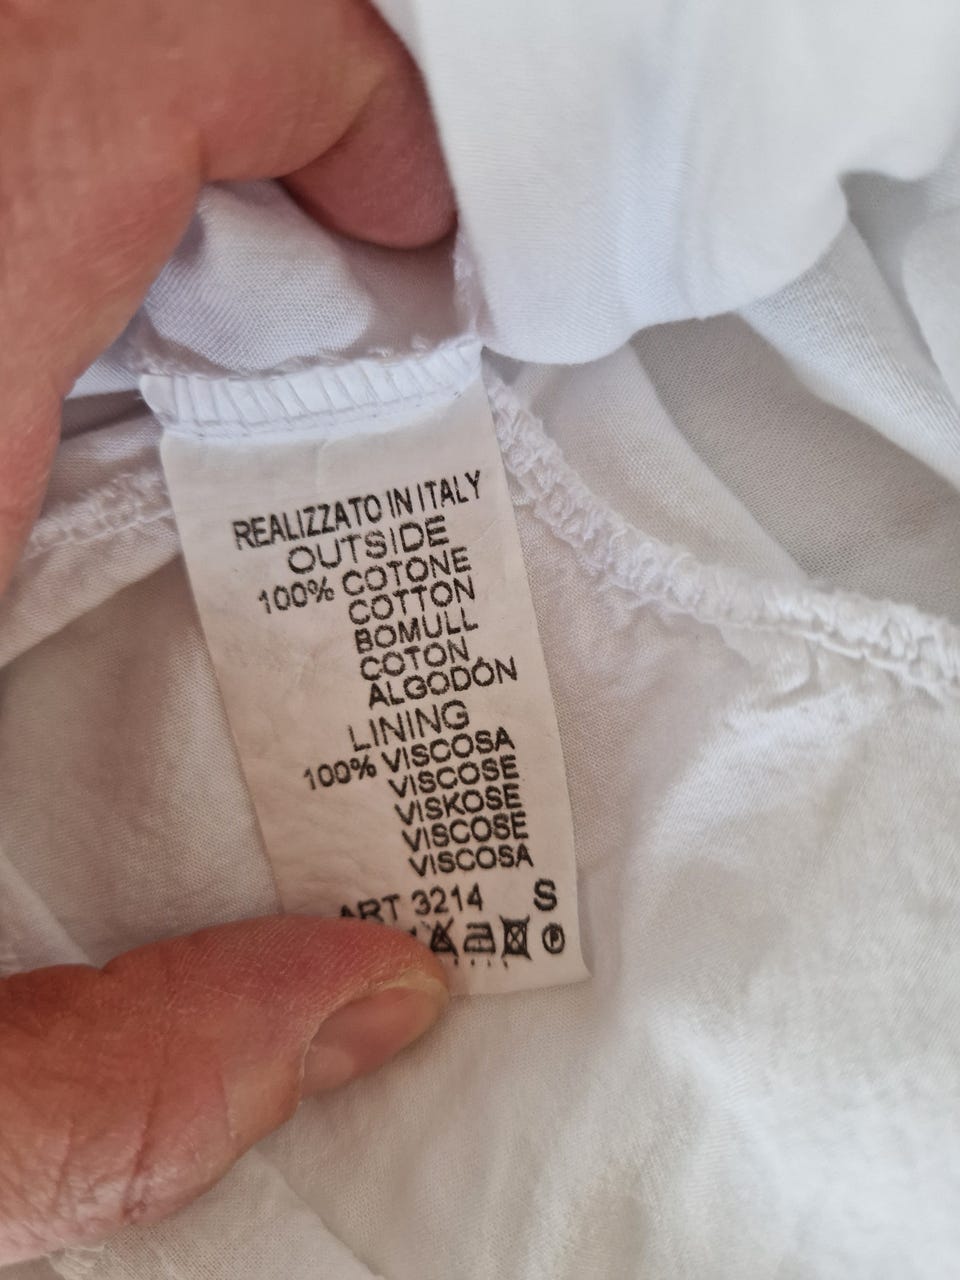 REALIZZATO IN ITALY
OUTSIDE
100% COTONE
COTTON
BOMULL
COTON
ALGODÓN
LINING
100% VISCOSA
VISCOSE
VISKOSE
VISCOSE
VISCOSA
ART 3214 S
P